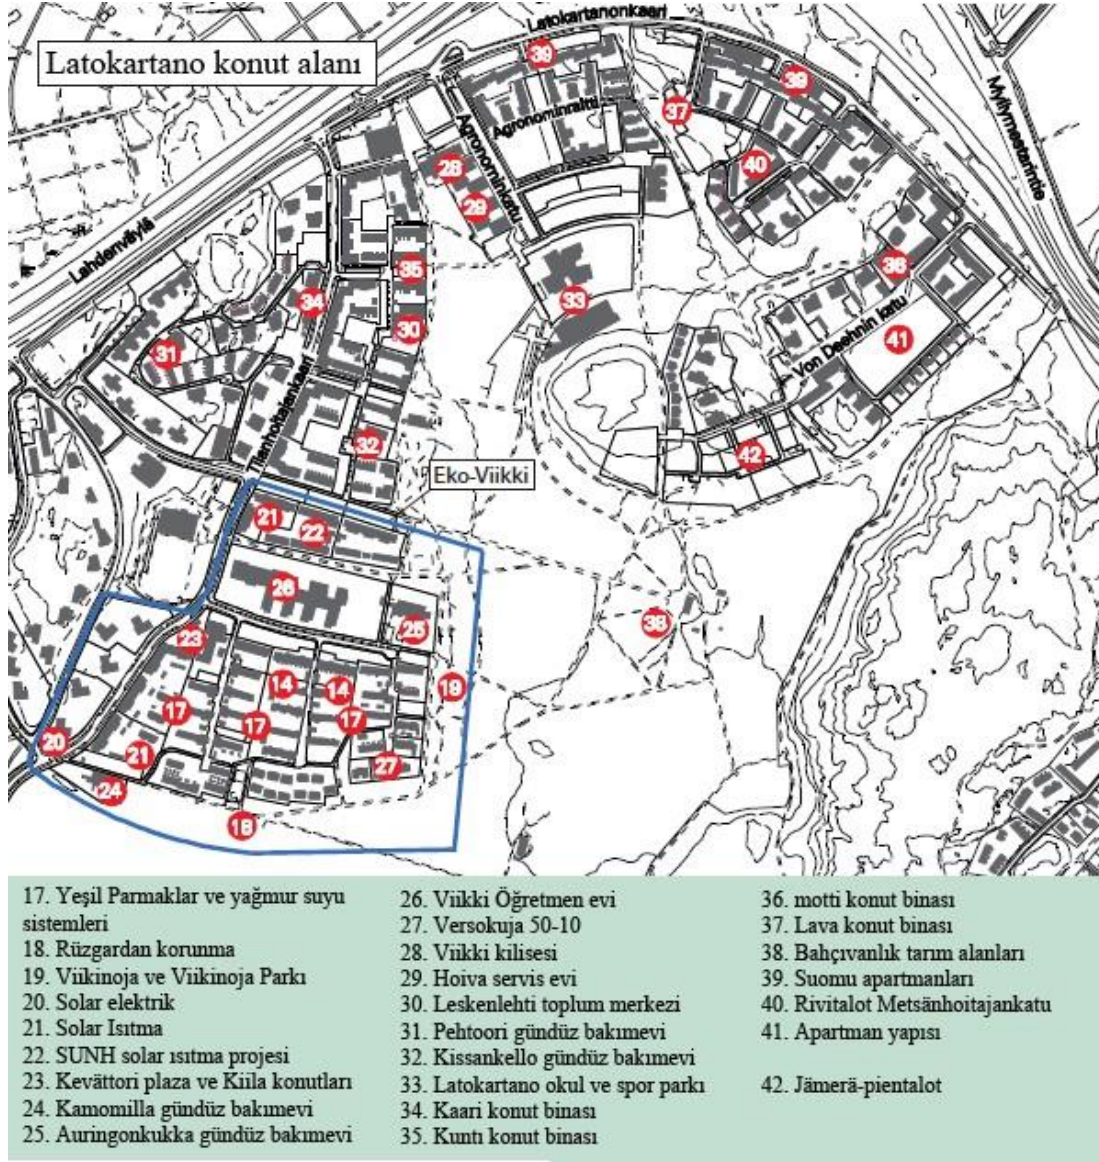 Latokartano konut alanı
Latokartanonkaari
39
39
Agronominraitti
37
Myllymestarintie
Agronominkatu
28
29
40
Lahdenväylä
35
36
34
33
30
31
Von Daehnin katu
41
Tilanhoitajankaari
32
42
Eko-Viikki
21
22
26
25
38
23
14
14
19
17
17
17
20
21
27
24
18
17. Yeşil Parmaklar ve yağmur suyu
sistemleri
18. Rüzgardan korunma
19. Viikinoja ve Viikinoja Parkı
20. Solar elektrik
21. Solar Isıtma
22. SUNH solar ısıtma projesi
23. Kevättori plaza ve Kiila konutları
24. Kamomilla gündüz bakımevi
25. Auringonkukka gündüz bakımevi
26. Viikki Öğretmen evi
27. Versokuja 50-10
28. Viikki kilisesi
29. Hoiva servis evi
30. Leskenlehti toplum merkezi
31. Pehtoori gündüz bakımevi
32. Kissankello gündüz bakımevi
33. Latokartano okul ve spor parkı
34. Kaari konut binası
35. Kuntı konut binası
36. motti konut binası
37. Lava konut binası
38. Bahçıvanlık tarım alanları
39. Suomu apartmanları
40. Rivitalot Metsänhoitajankatu
41. Apartman yapısı
42. Jämerä-pientalot